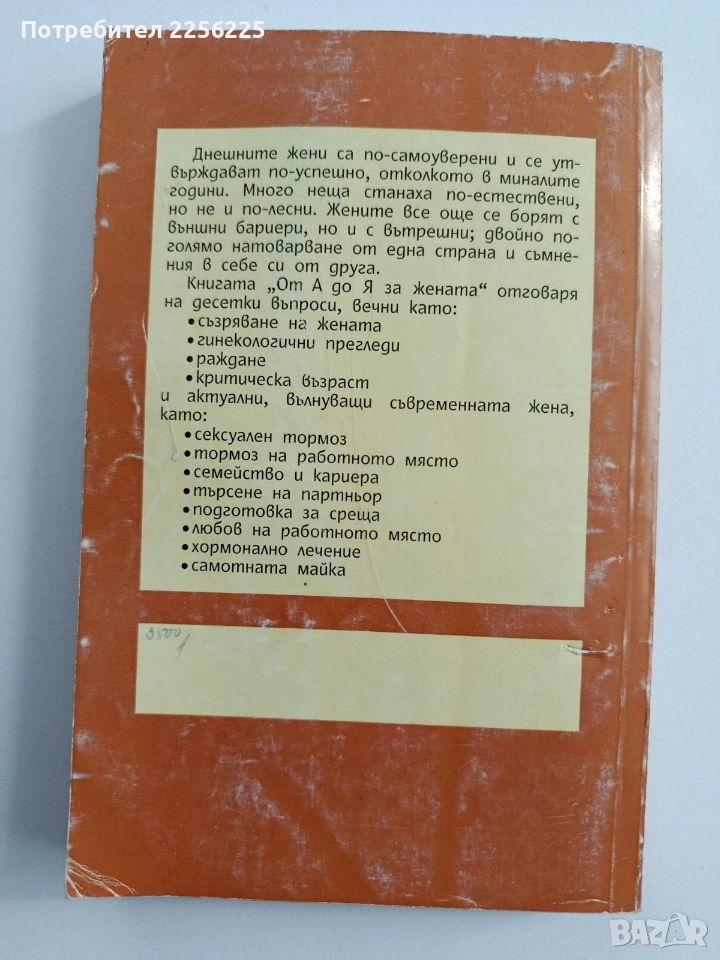 Потребител 2256225
Днешните жени са по-самоуверени и се ут-
върждават по-успешно, отколкото в миналите
години. Много неща станаха по-естествени,
но не и по-лесни. Жените все още се борят с
външни бариери, но и с вътрешни; двойно по-
голямо натоварване от една страна и съмне-
ния в себе си от друга.
Книгата „От А до Я за жената“ отговаря
на десетки въпроси, вечни като:
•съзряване на жената
•гинекологични прегледи
•раждане
•критическа възраст
и актуални, вълнуващи съвременната жена,
като:
•сексуален тормоз
•тормоз на работното място
•семейство и кариера
•търсене на партньор
•подготовка за среща
•любов на работното място
•хормонално лечение
•самотната майка
BAZAR